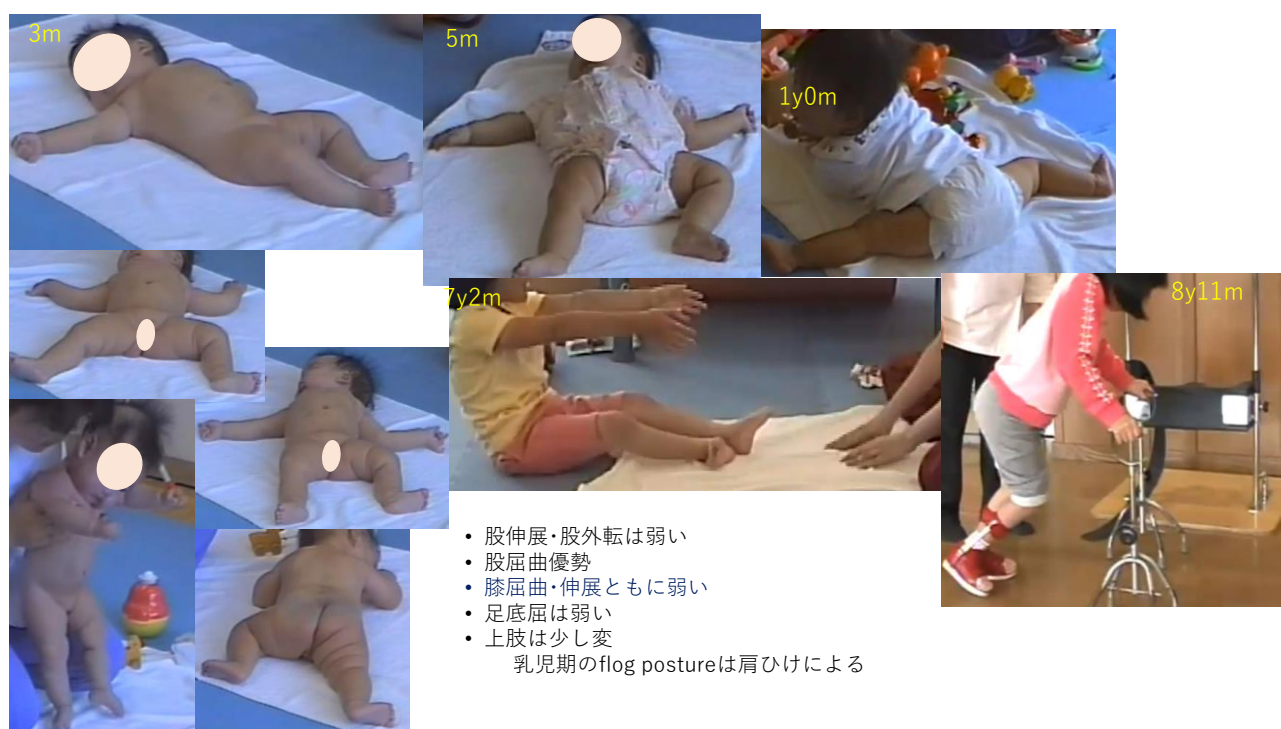 3m
5m
1y0m
7y2m
8y11m
• 股伸展・股外転は弱い
• 股屈曲優勢
• 膝屈曲・伸展ともに弱い
• 足底屈は弱い
• 上肢は少し変
乳児期のflog postureは肩ひけによる